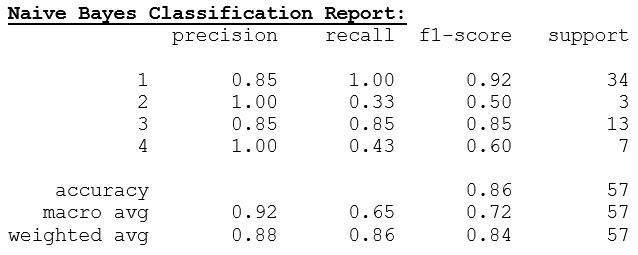 Naive Bayes Classification Report:
precision recall f1-score support
1 0.85 1.00 0.92 34
2 1.00 0.33 0.50 3
3 0.85 0.85 0.85 13
4 1.00 0.43 0.60 7
accuracy 0.86 57
macro avg 0.92 0.65 0.72 57
weighted avg 0.88 0.86 0.84 57